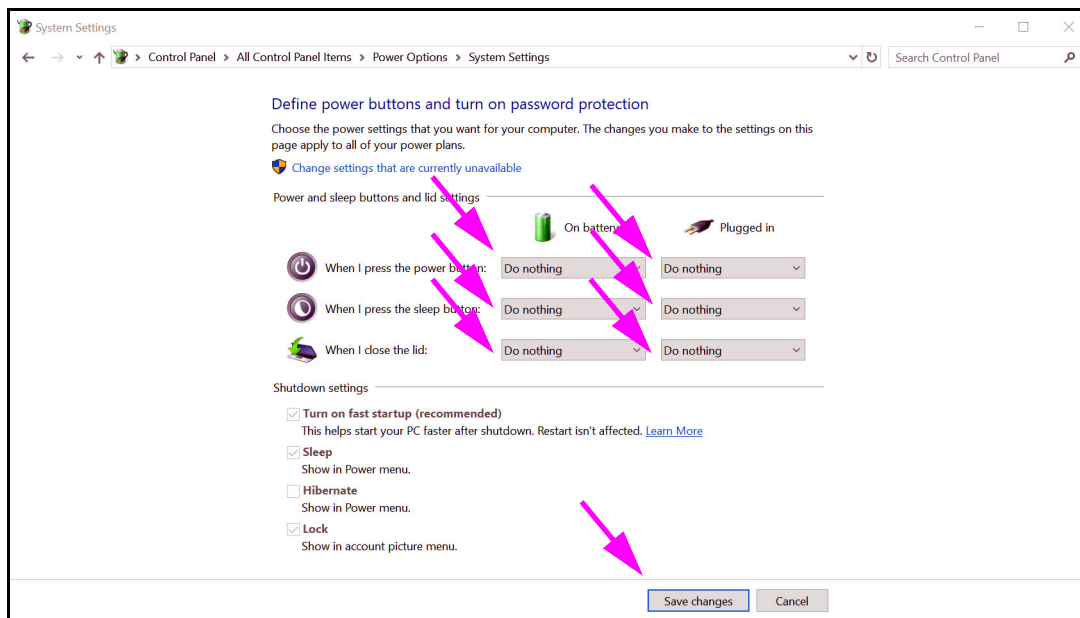 System Settings
Control Panel > All Control Panel Items > Power Options > System Settings
Search Control Panel
Define power buttons and turn on password protection
Choose the power settings that you want for your computer. The changes you make to the settings on this
page apply to all of your power plans.
Change settings that are currently unavailable
Power and sleep buttons and lid settings
On battery Plugged in
When I press the power button: Do nothing Do nothing
When I press the sleep button: Do nothing Do nothing
When I close the lid: Do nothing Do nothing
Shutdown settings
Turn on fast startup (recommended)
This helps start your PC faster after shutdown. Restart isn't affected. Learn More
Sleep
Show in Power menu.
Hibernate
Show in Power menu.
Lock
Show in account picture menu.
Save changes Cancel